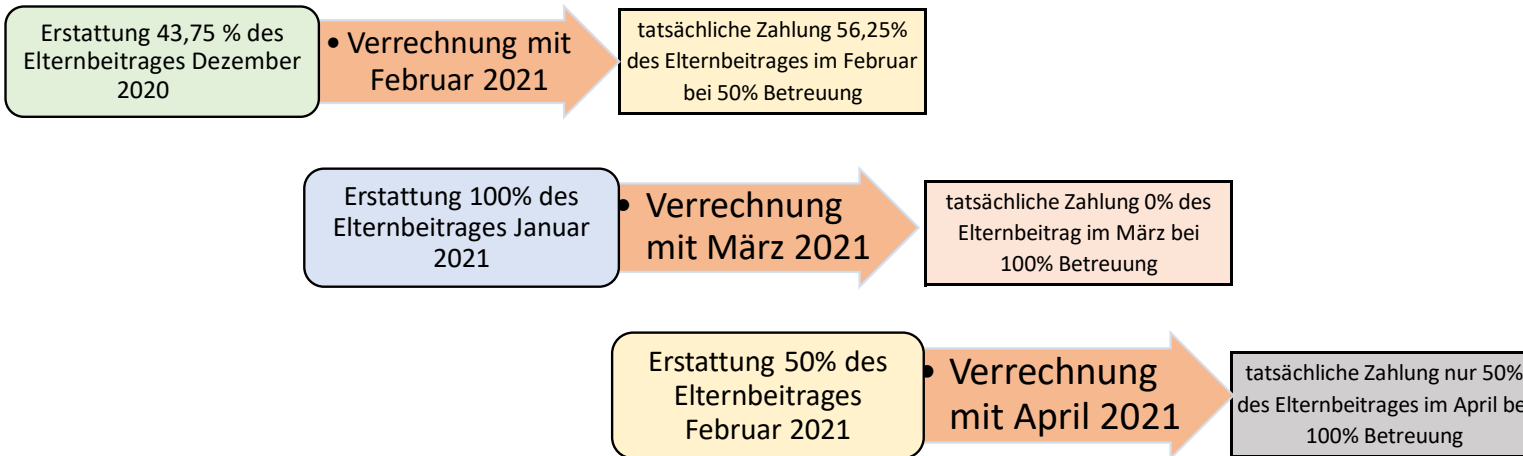 Erstattung 43,75 % des
Elternbeitrages Dezember
2020
• Verrechnung mit
Februar 2021
tatsächliche Zahlung 56,25%
des Elternbeitrages im Februar
bei 50% Betreuung
Erstattung 100% des
Elternbeitrages Januar
2021
• Verrechnung
mit März 2021
tatsächliche Zahlung 0% des
Elternbeitrag im März bei
100% Betreuung
Erstattung 50% des
Elternbeitrages
Februar 2021
• Verrechnung
mit April 2021
tatsächliche Zahlung nur 50%
des Elternbeitrages im April be
100% Betreuung